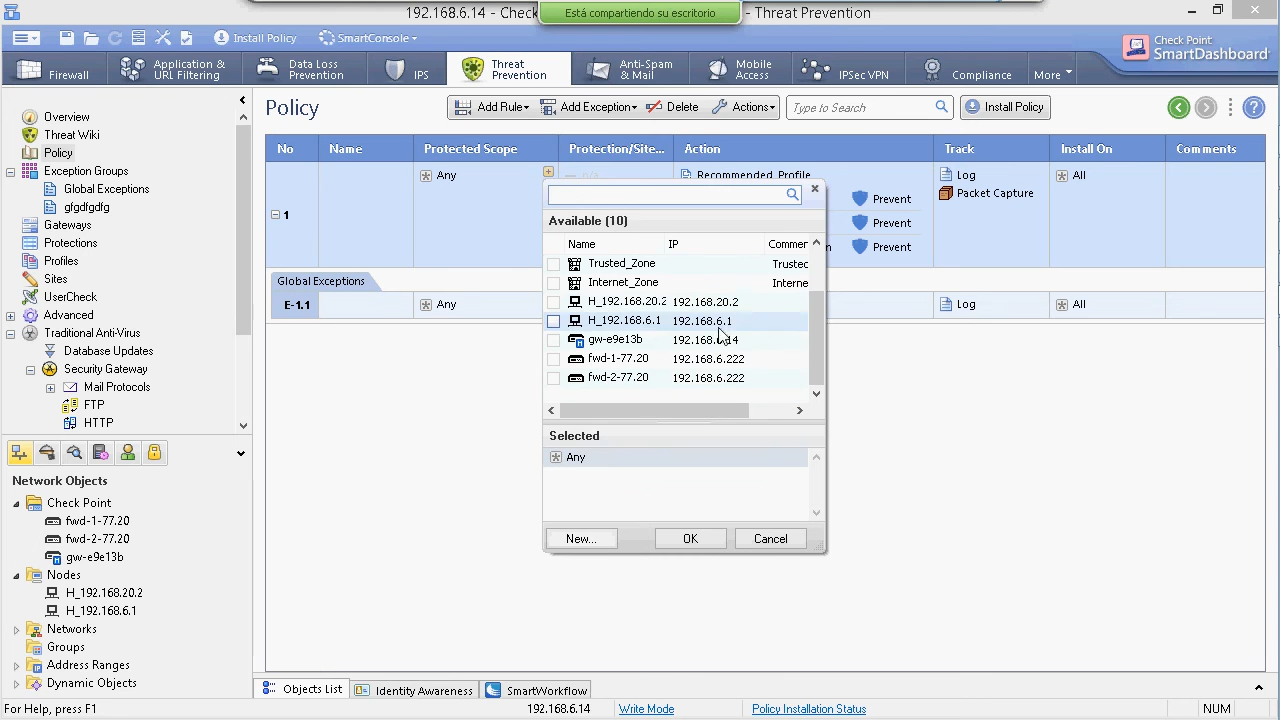 192.168.6.14 - Check
Está compartiendo su escritorio
- Threat Prevention
Install Policy
SmartConsole
Check Point
SmartDashboard
Firewall
Application &
URL Filtering
Data Loss
Prevention
IPS
Threat
Prevention
Anti-Spam
& Mail
Mobile
Access
IPSec VPN
Compliance
More
Overview
Threat Wiki
Policy
Exception Groups
Global Exceptions
gfgdfgdfg
Gateways
Protections
Profiles
Sites
UserCheck
Advanced
Traditional Anti-Virus
Database Updates
Security Gateway
Mail Protocols
FTP
HTTP
Network Objects
Check Point
fwd-1-77.20
fwd-2-77.20
gw-e9e13b
Nodes
H_192.168.20.2
H_192.168.6.1
Networks
Groups
Address Ranges
Dynamic Objects
Policy
Add Rule
Add Exception
Delete
Actions
Type to Search
Install Policy
No Name Protected Scope Protection/Site... Action Track Install On Comments
1 Any Recommended_Profile Log All
Packet Capture
Prevent
Prevent
Prevent
Global Exceptions
E-1.1 Any Log All
Available (10)
Name IP Commer
Trusted_Zone Trustec
Internet_Zone Interne
H_192.168.20.2 192.168.20.2
H_192.168.6.1 192.168.6.1
gw-e9e13b 192.168.6.14
fwd-1-77.20 192.168.6.222
fwd-2-77.20 192.168.6.222
Selected
Any
New...
OK
Cancel
Objects List
Identity Awareness
SmartWorkflow
For Help, press F1
192.168.6.14
Write Mode
Policy Installation Status
NUM